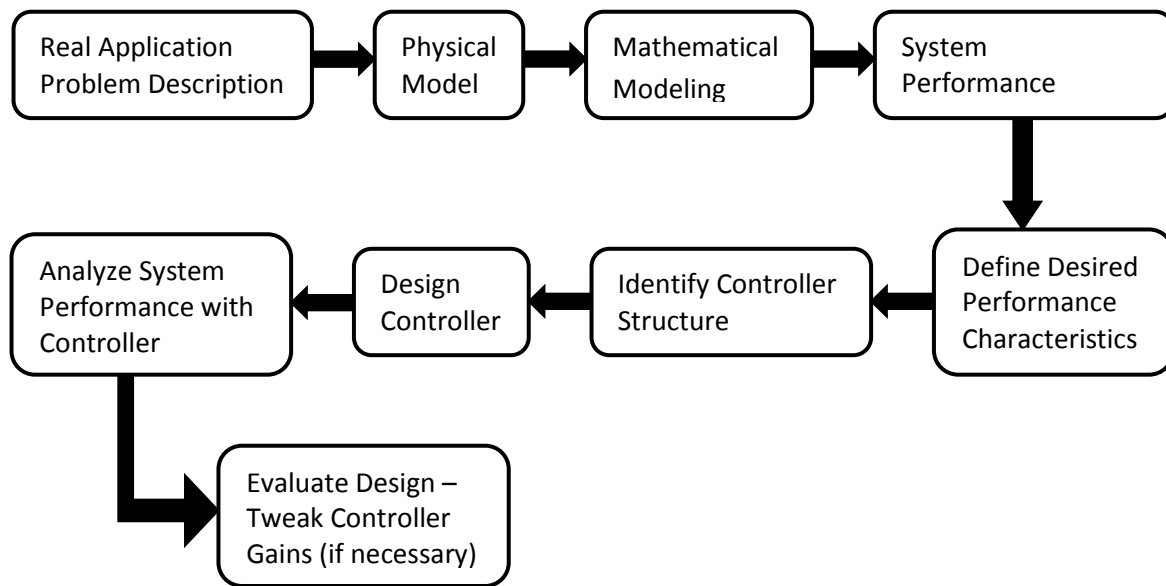 Real Application
Problem Description
Physical
Model
Mathematical
Modeling
System
Performance
Define Desired
Performance
Characteristics
Identify Controller
Structure
Design
Controller
Analyze System
Performance with
Controller
Evaluate Design –
Tweak Controller
Gains (if necessary)